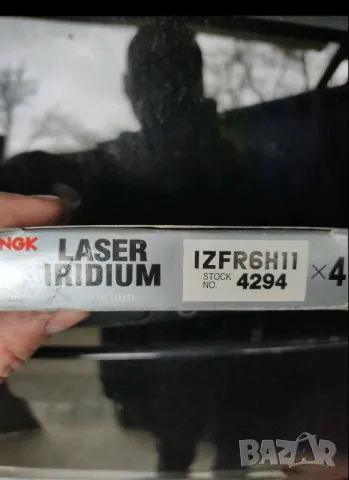 NGK LASER IRIDIUM
IZFR6H11
STOCK NO. 4294
×4
BAZAR